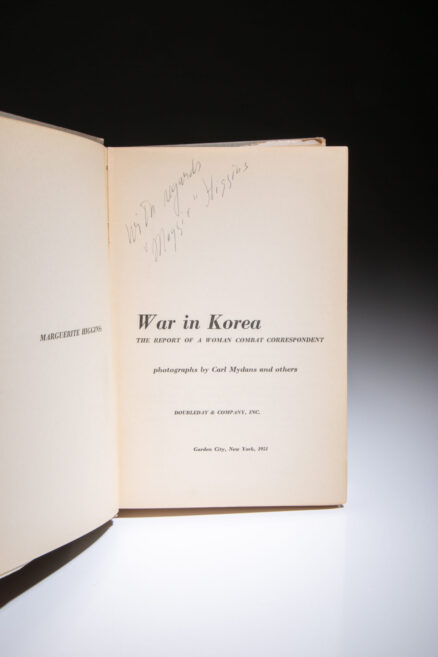 With regards
"Maggie" Higgins
MARGUERITE HIGGINS
War in Korea
THE REPORT OF A WOMAN COMBAT CORRESPONDENT
photographs by Carl Mydans and others
DOUBLEDAY & COMPANY, INC.
Garden City, New York, 1951